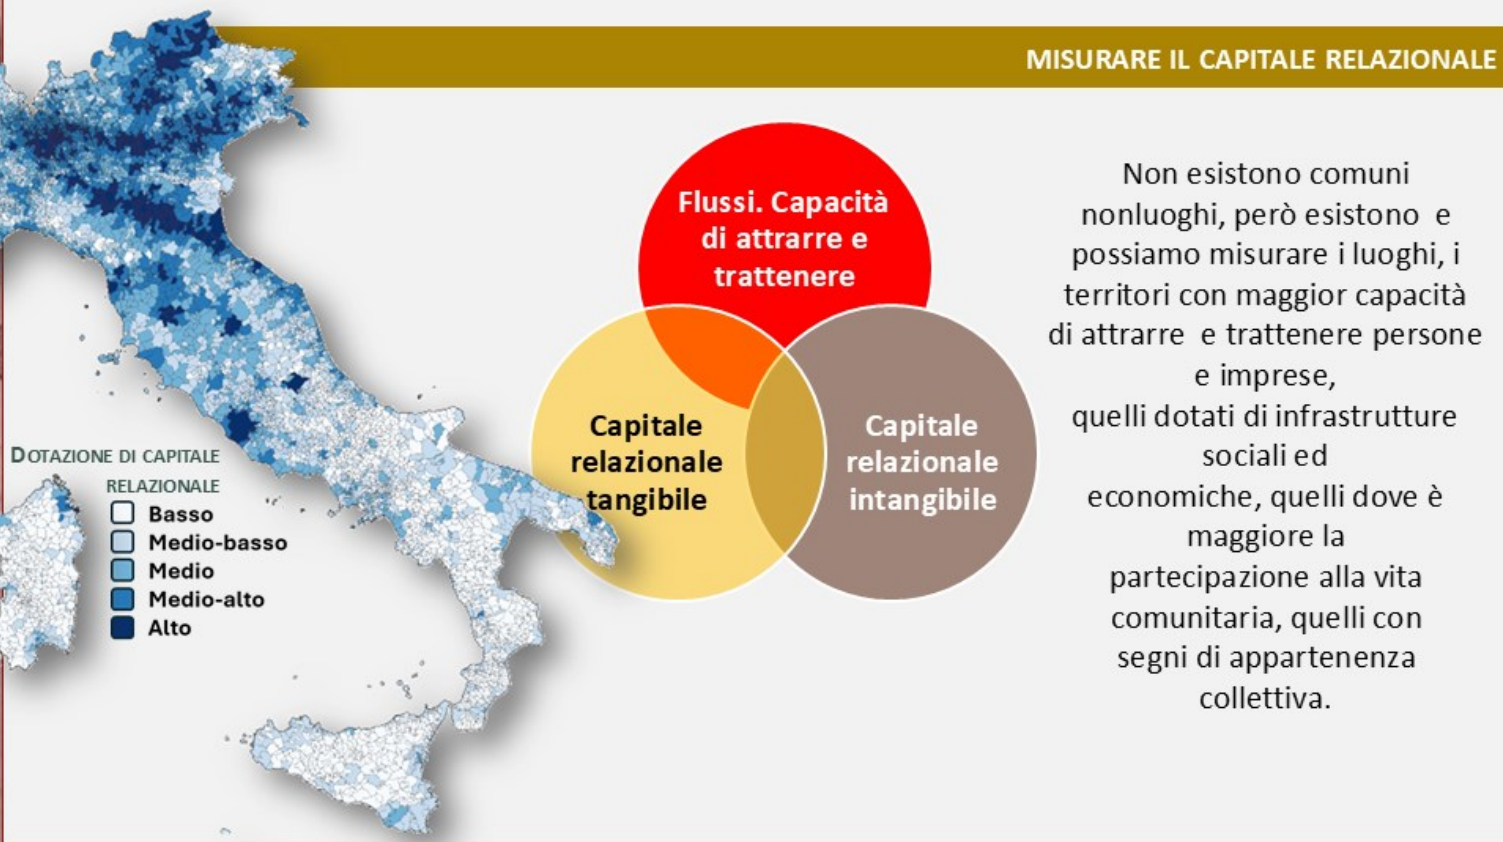 MISURARE IL CAPITALE RELAZIONALE
Flussi. Capacità
di attrarre e
trattenere
Capitale
relazionale
tangibile
Capitale
relazionale
intangibile
Non esistono comuni
nonluoghi, però esistono e
possiamo misurare i luoghi, i
territori con maggior capacità
di attrarre e trattenere persone
e imprese,
quelli dotati di infrastrutture
sociali ed
economiche, quelli dove è
maggiore la
partecipazione alla vita
comunitaria, quelli con
segni di appartenenza
collettiva.
DOTAZIONE DI CAPITALE
RELAZIONALE
Basso
Medio-basso
Medio
Medio-alto
Alto